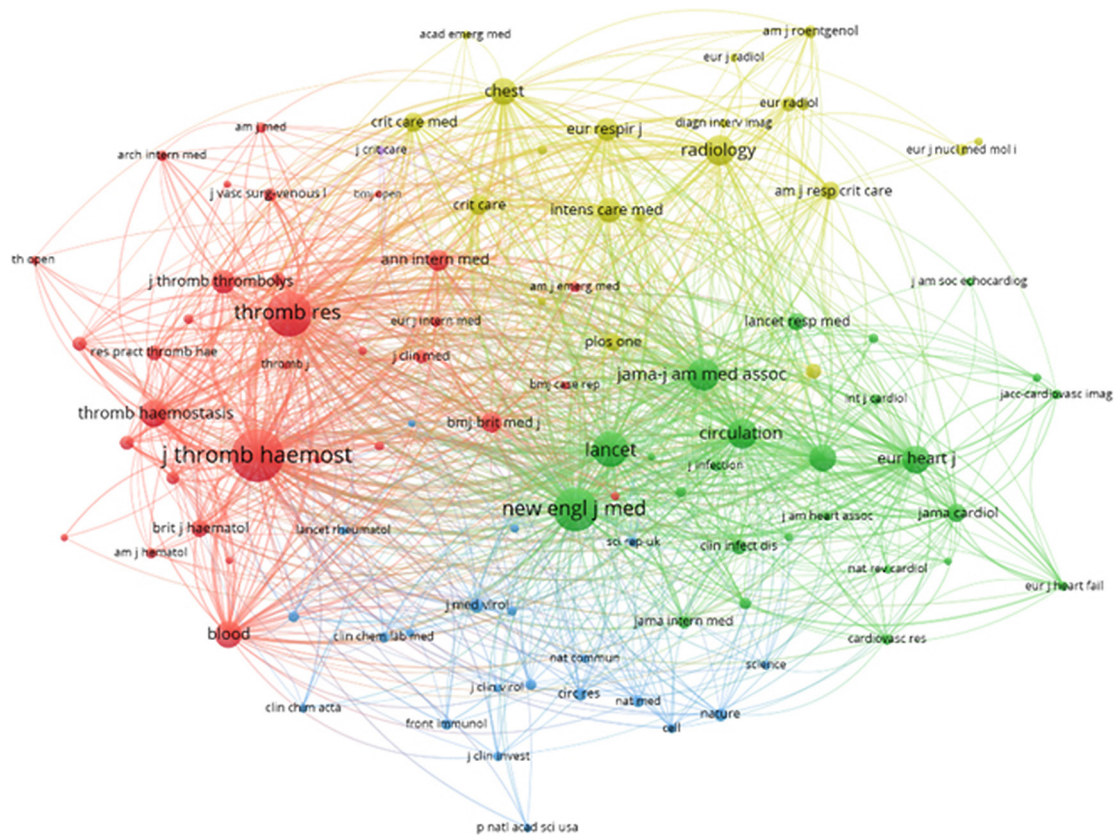 acad emerg med
am j roentgenol
eur j radiol
chest
eur radiol
crit care med
eur respir j
diagn interv imag
am j med
j crit care
radiology
eur j nucl med mol i
arch intern med
j vasc surg-venous l
bmj open
am j resp crit care
crit care
intens care med
th open
ann intern med
j thromb thrombolys
am j emerg med
j am soc echocardiog
thromb res
eur j intern med
lancet resp med
plos one
res pract thromb hae
thromb j
j clin med
jama-j am med assoc
bmj case rep
int j cardiol
jacc-cardiovasc imag
thromb haemostasis
bmj-brit med j
circulation
j thromb haemost
lancet
j infection
eur heart j
new engl j med
j am heart assoc
jama cardiol
brit j haematol
lancet rheumatol
sci rep-uk
clin infect dis
am j hematol
nat rev cardiol
eur j heart fail
j med virol
jama intern med
blood
clin chem lab med
cardiovasc res
nat commun
science
j clin virol
circ res
nat med
clin chim acta
front immunol
nature
cell
j clin invest
p natl acad sci usa